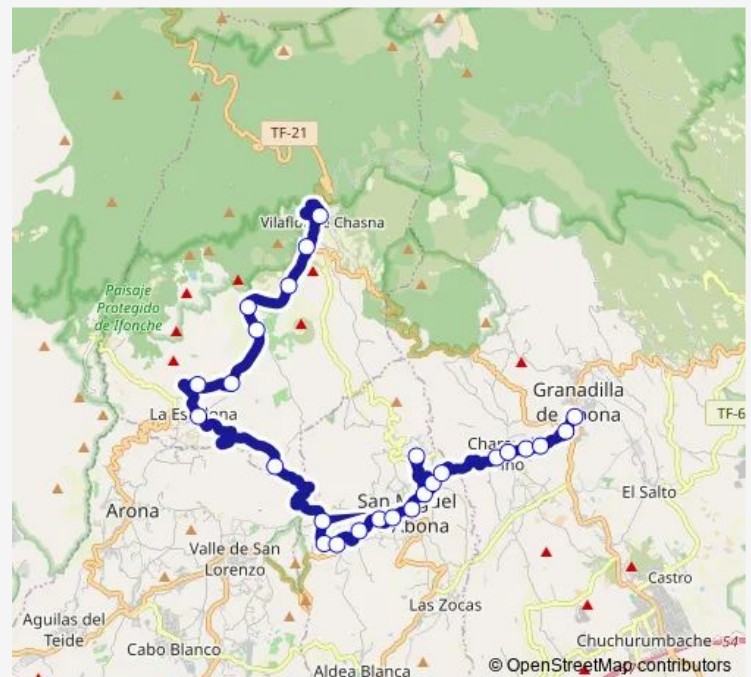 TF-21
Vilaflor de Chasna
Paisaje
Protegido
de Ifonche
Granadilla
de Abona
La Escalona
TF-6
Arona
San Miguel
Abona
El Salto
Valle de San
Lorenzo
Castro
Las Zocas
Aguilas del
Teide
Cabo Blanco
Chuchurumbache
54
Aldea Blanca
© OpenStreetMap contributors